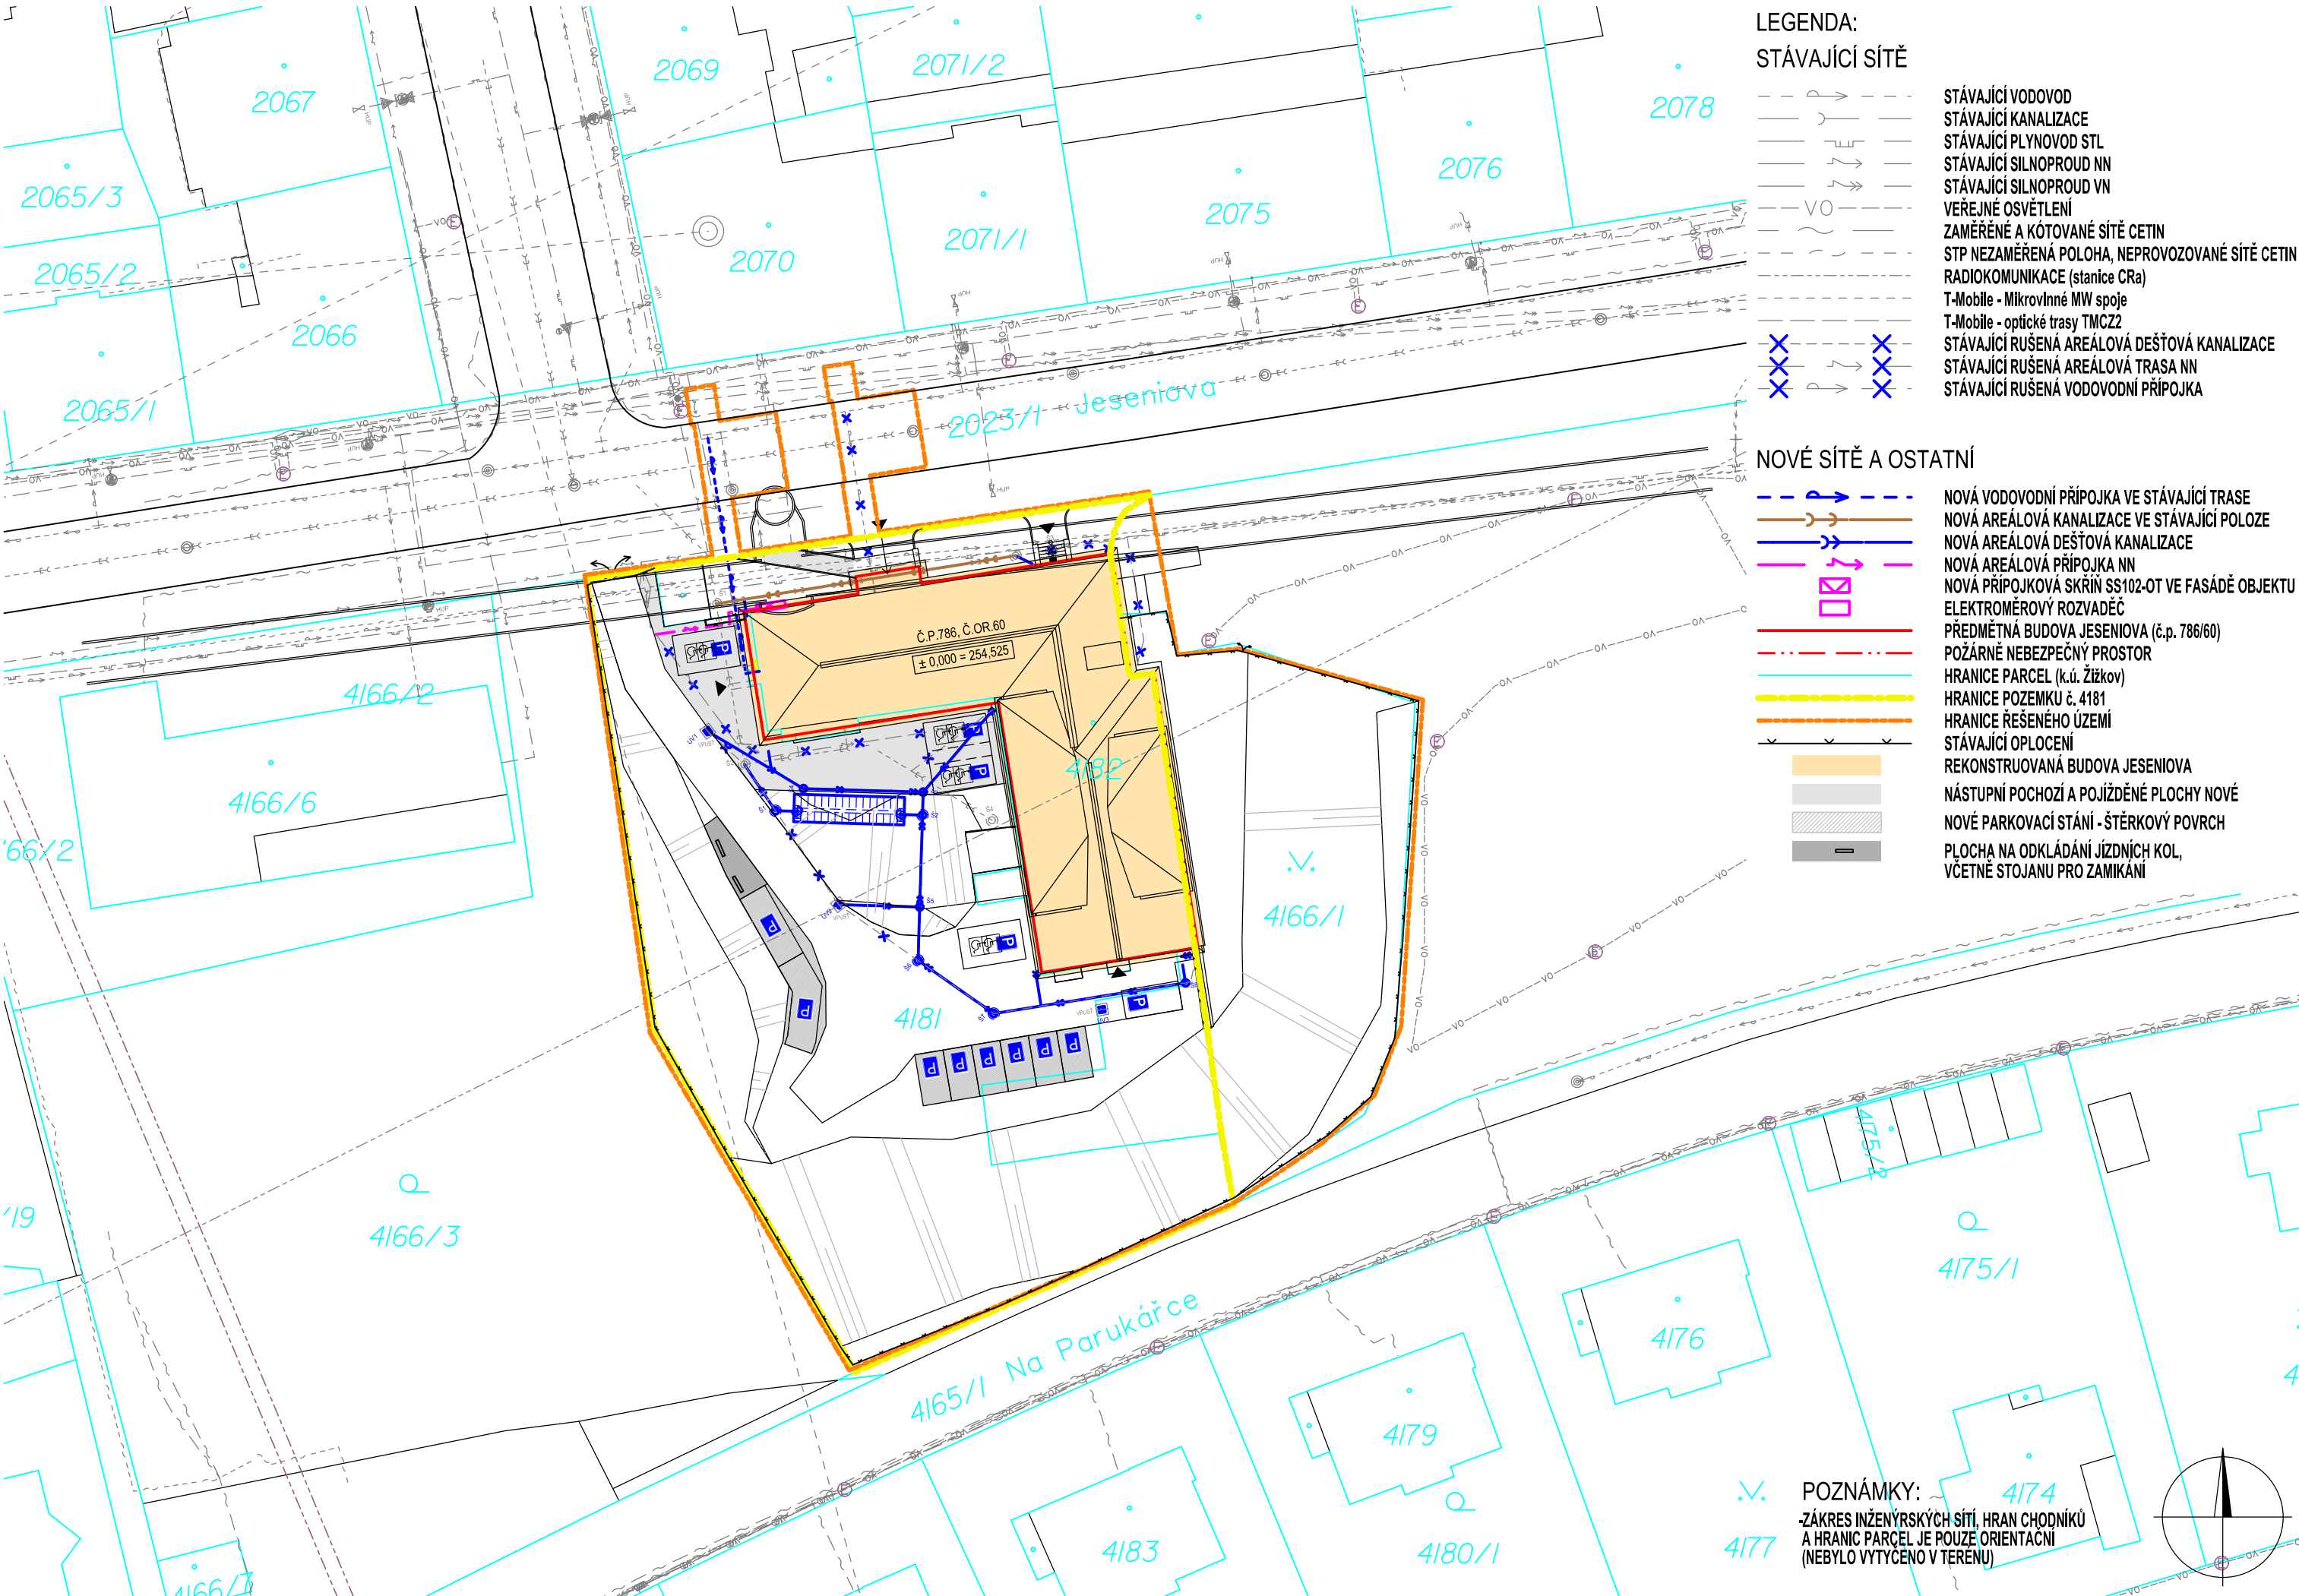 LEGENDA:
STÁVAJÍCÍ SÍTĚ
STÁVAJÍCÍ VODOVOD
STÁVAJÍCÍ KANALIZACE
STÁVAJÍCÍ PLYNOVOD STL
STÁVAJÍCÍ SILNOPROUD NN
STÁVAJÍCÍ SILNOPROUD VN
VO
VEŘEJNÉ OSVĚTLENÍ
ZAMĚŘENÉ A KÓTOVANÉ SÍTĚ CETIN
STP NEZAMĚŘENÁ POLOHA, NEPROVOZOVANÉ SÍTĚ CETIN
RADIOKOMUNIKACE (stanice CRa)
T-Mobile - Mikrovlnné MW spoje
T-Mobile - optické trasy TMCZ2
STÁVAJÍCÍ RUŠENÁ AREÁLOVÁ DEŠŤOVÁ KANALIZACE
STÁVAJÍCÍ RUŠENÁ AREÁLOVÁ TRASA NN
STÁVAJÍCÍ RUŠENÁ VODOVODNÍ PŘÍPOJKA
NOVÉ SÍTĚ A OSTATNÍ
NOVÁ VODOVODNÍ PŘÍPOJKA VE STÁVAJÍCÍ TRASE
NOVÁ AREÁLOVÁ KANALIZACE VE STÁVAJÍCÍ POLOZE
NOVÁ AREÁLOVÁ DEŠŤOVÁ KANALIZACE
NOVÁ AREÁLOVÁ PŘÍPOJKA NN
NOVÁ PŘÍPOJKOVÁ SKŘÍŇ SS102-OT VE FASÁDĚ OBJEKTU
ELEKTROMĚROVÝ ROZVADĚČ
PŘEDMĚTNÁ BUDOVA JESENIOVA (č.p. 786/60)
POŽÁRNĚ NEBEZPEČNÝ PROSTOR
HRANICE PARCEL (k.ú. Žižkov)
HRANICE POZEMKU č. 4181
HRANICE ŘEŠENÉHO ÚZEMÍ
STÁVAJÍCÍ OPLOCENÍ
REKONSTRUOVANÁ BUDOVA JESENIOVA
NÁSTUPNÍ POCHOZÍ A POJÍŽDĚNÉ PLOCHY NOVÉ
NOVÉ PARKOVACÍ STÁNÍ - ŠTĚRKOVÝ POVRCH
PLOCHA NA ODKLÁDÁNÍ JÍZDNÍCH KOL,
VČETNĚ STOJANU PRO ZAMIKÁNÍ
2067
2069
2071/2
2078
2065/3
2076
2075
2065/2
2070
2071/1
2066
2065/1
2023/1 Jeseniova
Č.P.786, Č.OR.60
± 0,000 = 254,525
4166/2
4166/6
4182
4166/1
4181
4166/3
4165/1 Na Parukářce
4175/2
4175/1
4176
4179
4183
4180/1
4177
4174
4166/7
POZNÁMKY:
-ZÁKRES INŽENÝRSKÝCH SÍTÍ, HRAN CHODNÍKŮ
A HRANIC PARCEL JE POUZE ORIENTAČNÍ
(NEBYLO VYTYČENO V TERÉNU)